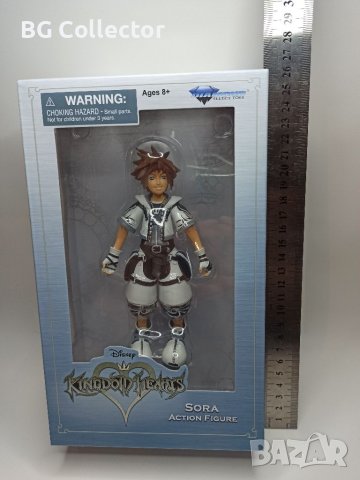 BG Collector
WARNING:
CHOKING HAZARD - Small parts.
Not for children under 3 years.
Ages 8+
DIAMOND
SELECT TOYS
Disney
KINGDOM HEARTS
SORA
ACTION FIGURE
BAZAR